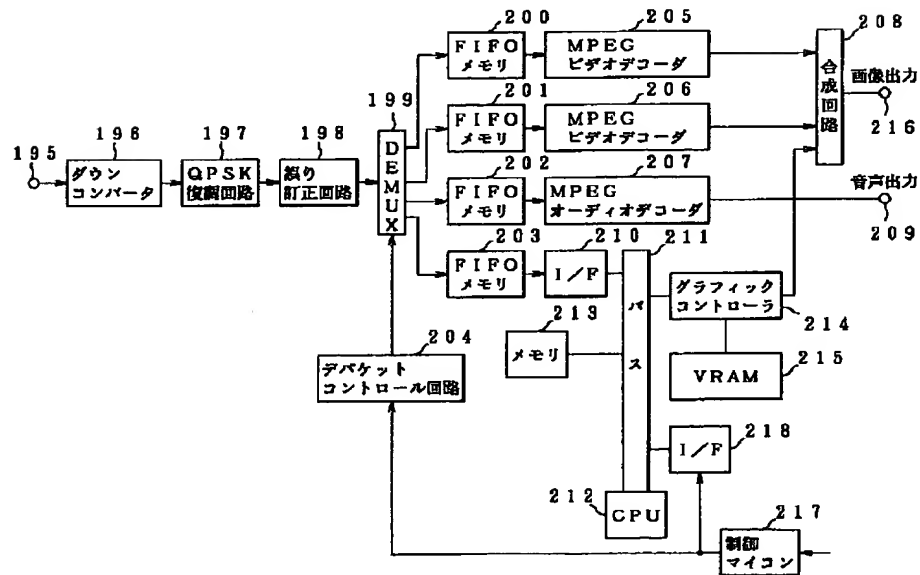 195
196
ダウン
コンバータ
197
QPSK
復調回路
198
誤り
訂正回路
199
DEMUX
200
FIFO
メモリ
205
MPEG
ビデオデコーダ
201
FIFO
メモリ
206
MPEG
ビデオデコーダ
202
FIFO
メモリ
207
MPEG
オーディオデコーダ
203
FIFO
メモリ
210
I/F
211
バス
208
合成回路
画像出力
216
音声出力
209
グラフィック
コントローラ
214
213
メモリ
VRAM
215
204
デパケット
コントロール回路
I/F
218
212
CPU
217
制御
マイコン